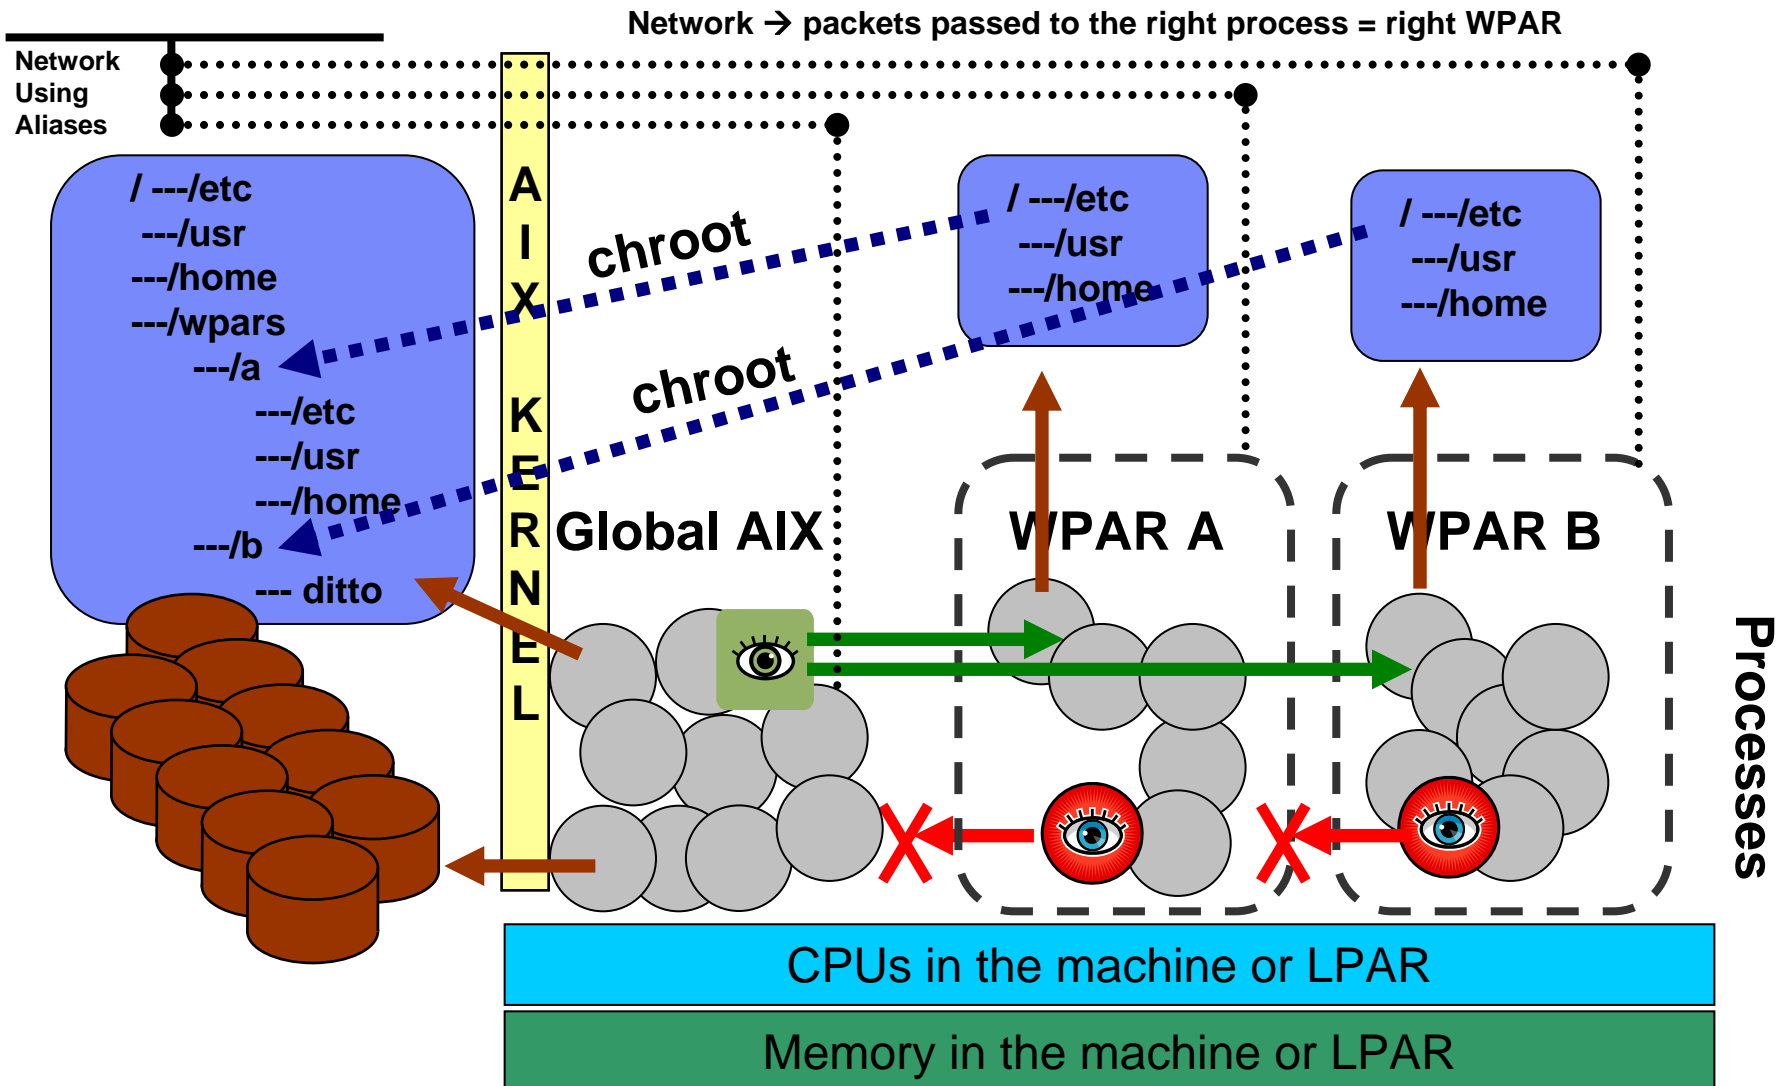 Network → packets passed to the right process = right WPAR
Network
Using
Aliases
/ ---/etc
---/usr
---/home
---/wpars
---/a
---/etc
---/usr
---/home
---/b
--- ditto
AIX KERNEL
chroot
chroot
/ ---/etc
---/usr
---/home
/ ---/etc
---/usr
---/home
Global AIX
WPAR A
WPAR B
Processes
CPUs in the machine or LPAR
Memory in the machine or LPAR